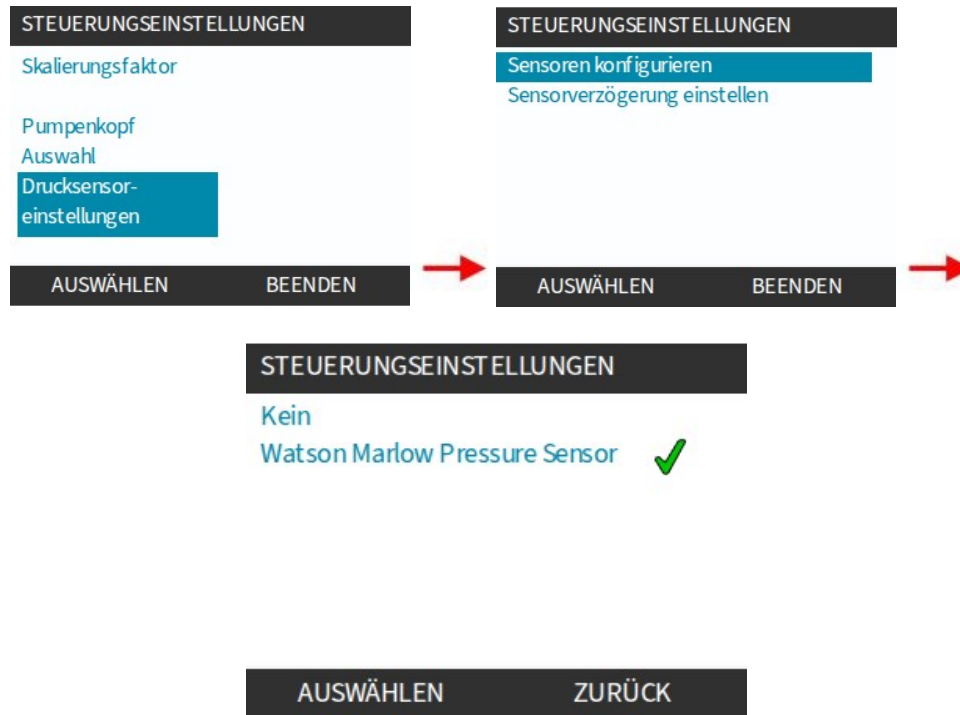 STEUERUNGSEINSTELLUNGEN
Skalierungsfaktor
Pumpenkopf
Auswahl
Drucksensor-
einstellungen
AUSWÄHLEN BEENDEN
STEUERUNGSEINSTELLUNGEN
Sensoren konfigurieren
Sensorverzögerung einstellen
AUSWÄHLEN BEENDEN
STEUERUNGSEINSTELLUNGEN
Kein
Watson Marlow Pressure Sensor
AUSWÄHLEN ZURÜCK